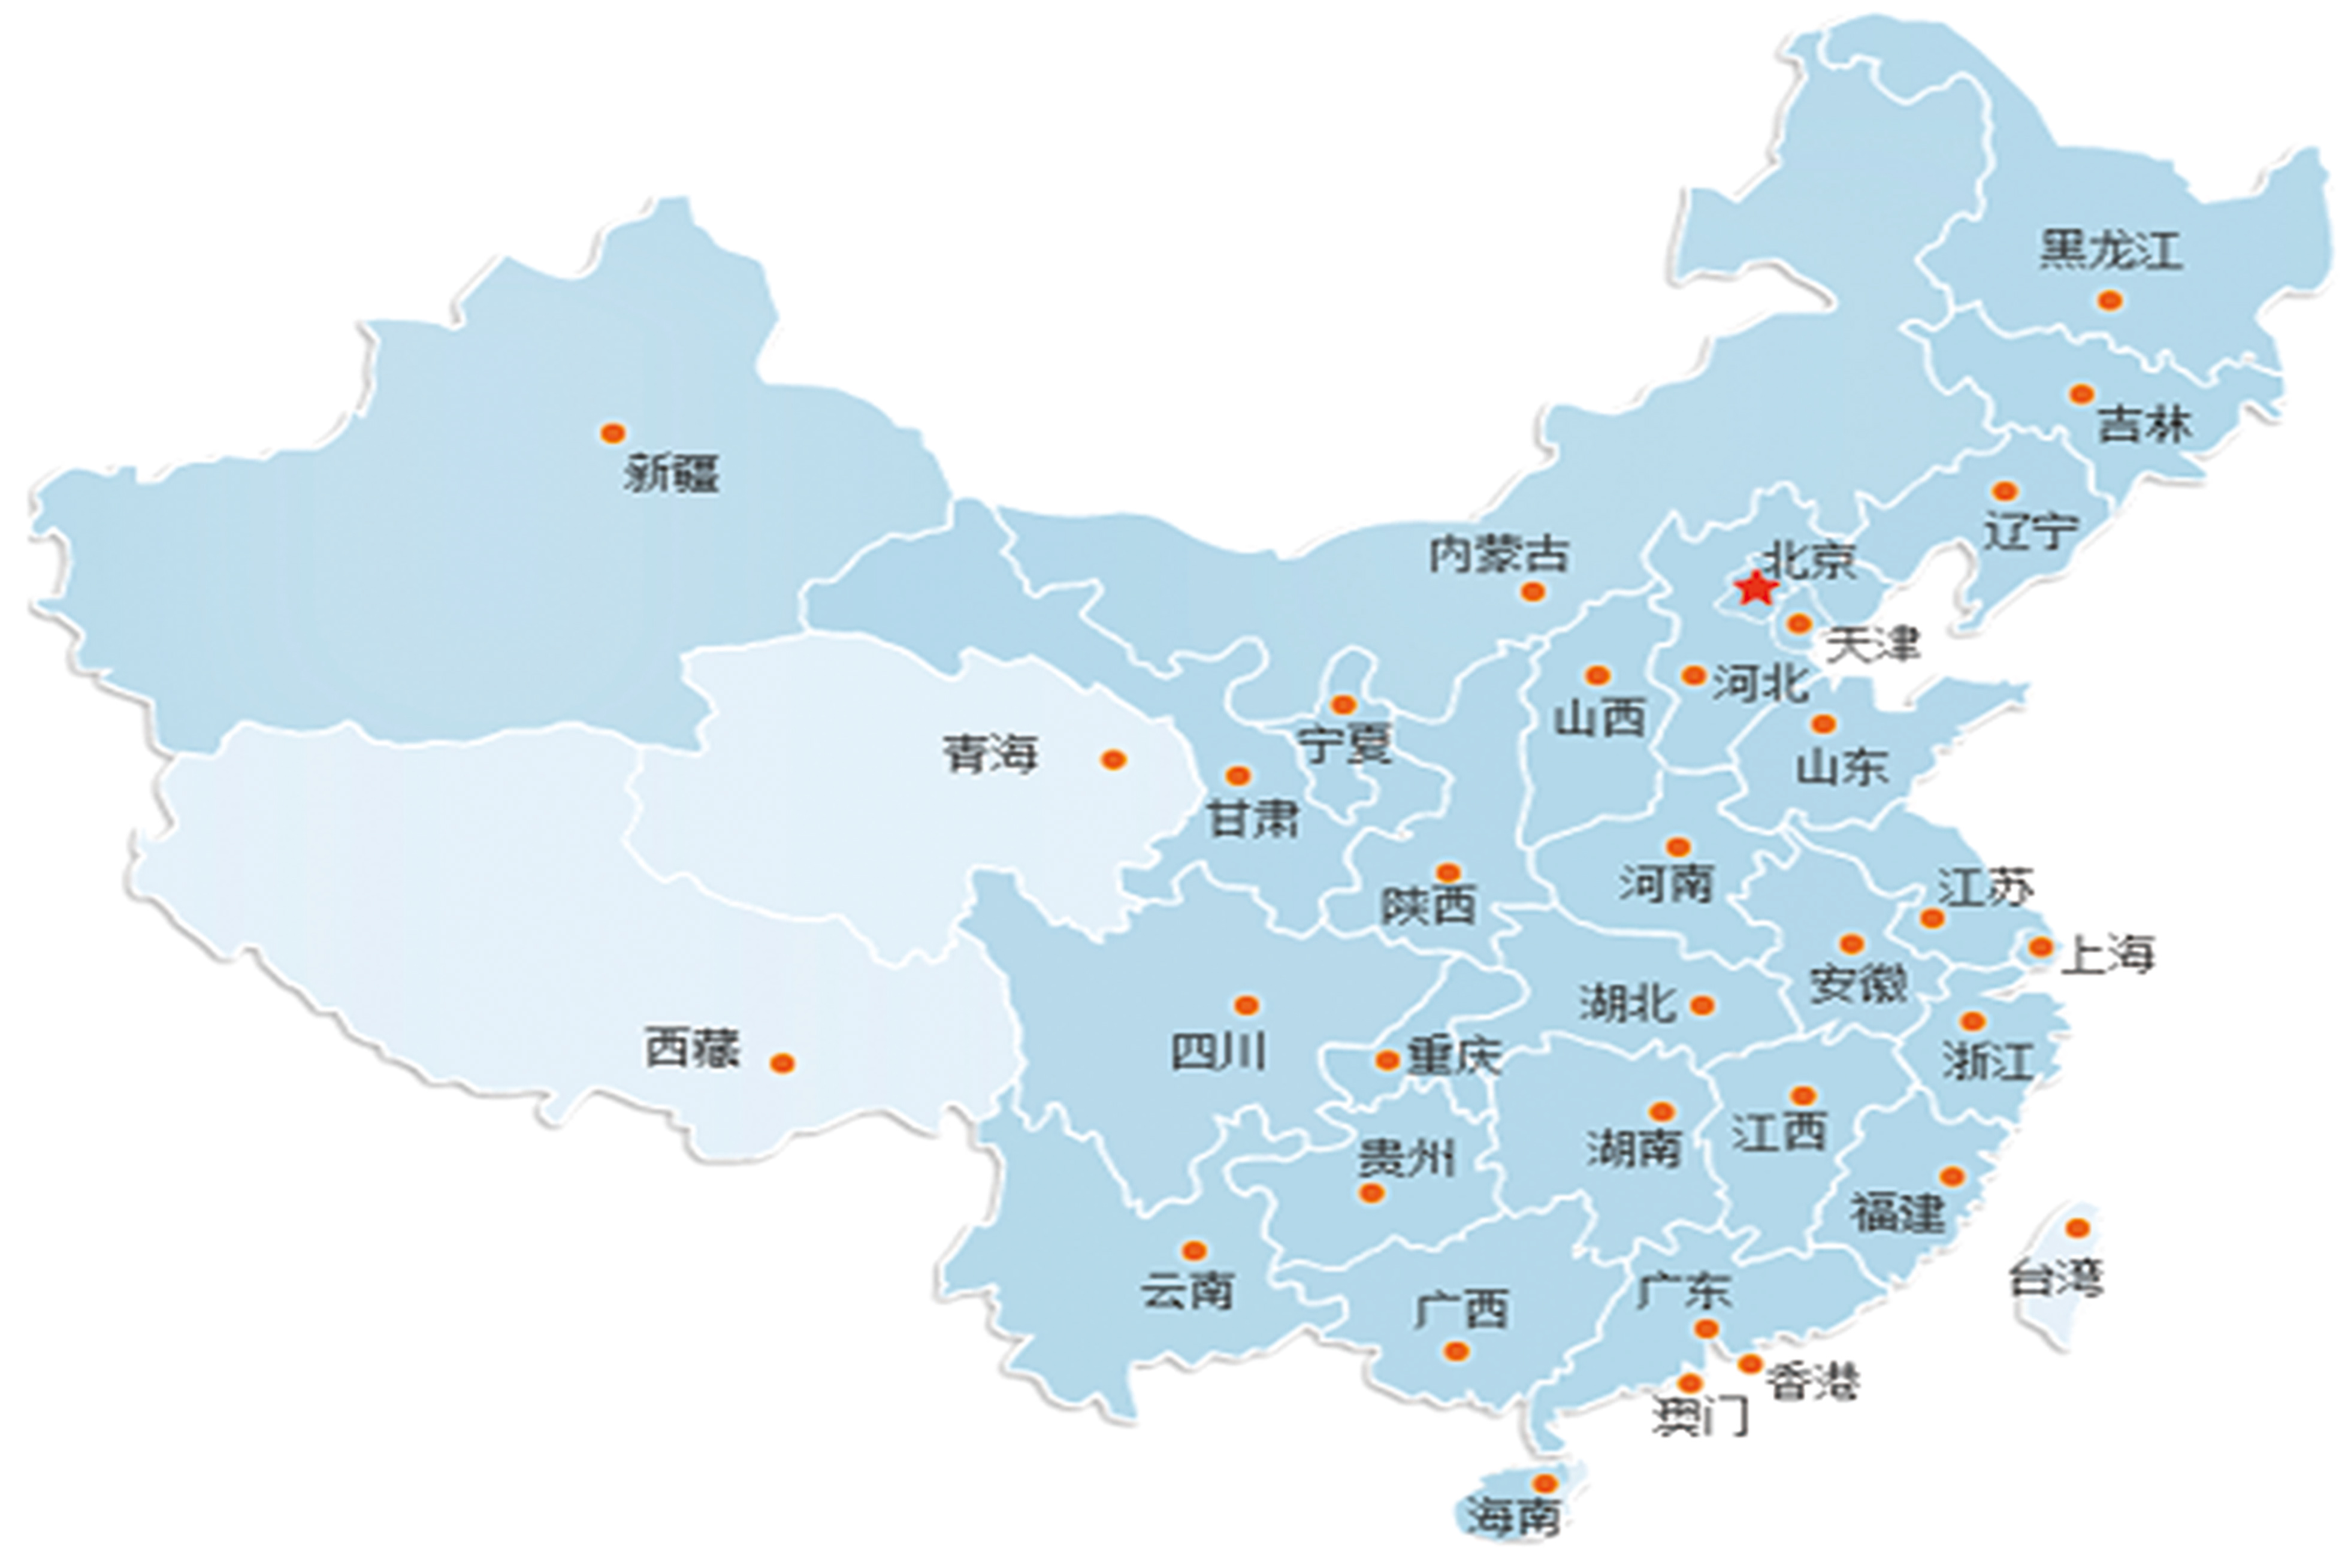 黑龙江
吉林
新疆
辽宁
内蒙古
北京
天津
河北
山西
宁夏
青海
山东
甘肃
河南
江苏
陕西
上海
安徽
湖北
西藏
四川
重庆
浙江
江西
湖南
贵州
福建
台湾
云南
广东
广西
香港
澳门
海南